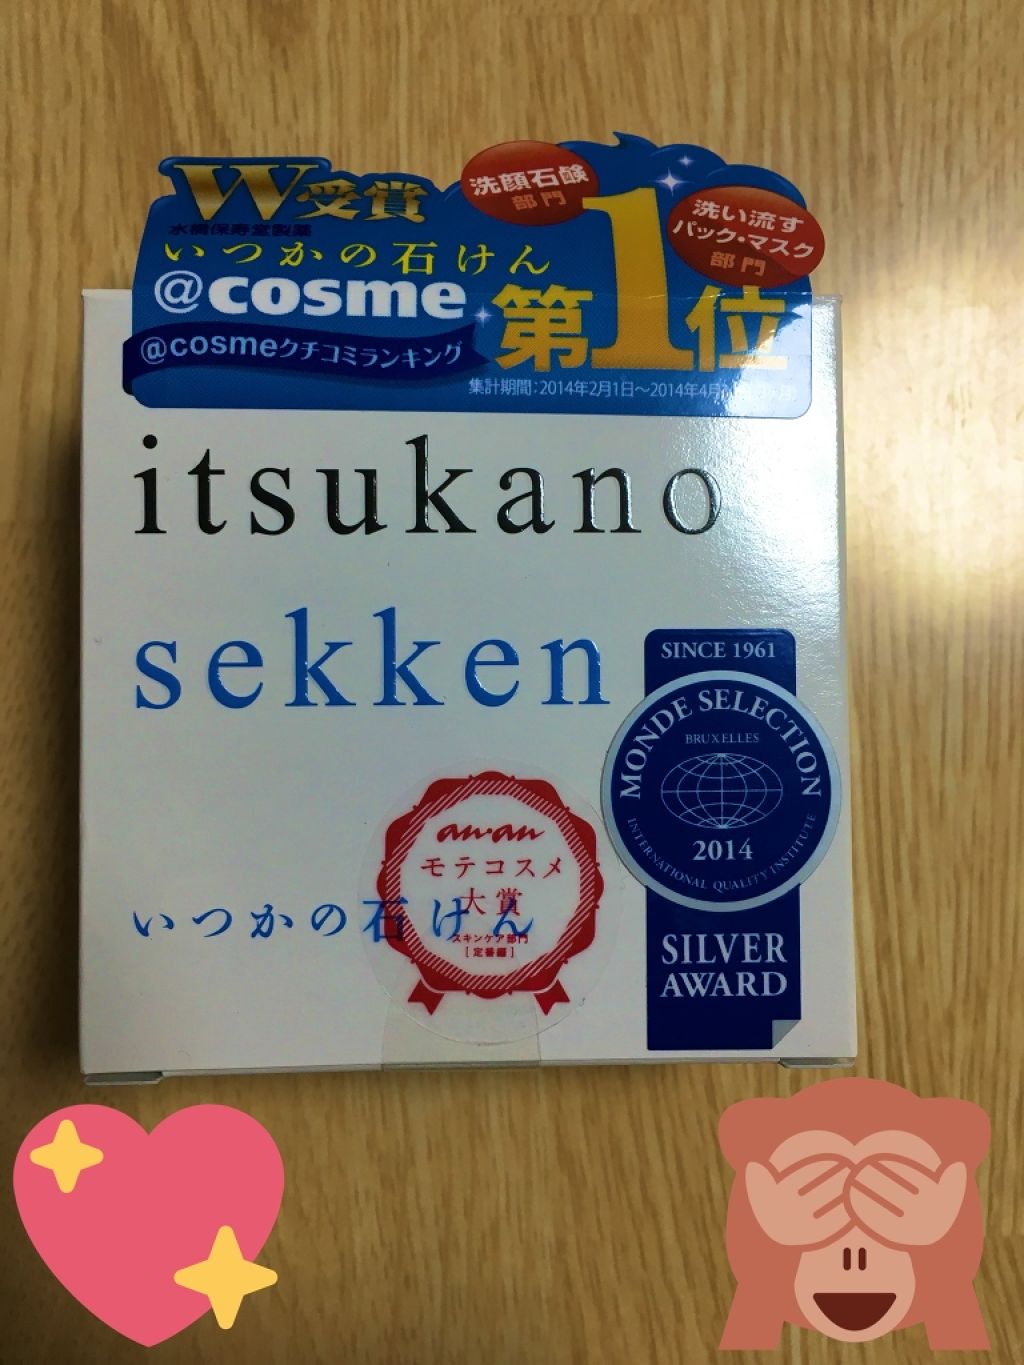 W受賞
水橋保寿堂製薬
いつかの石けん
@cosme
@cosmeクチコミランキング
洗顔石鹸
部門
第1位
洗い流す
パック・マスク
部門
集計期間:2014年2月1日〜2014年4月
itsukano
sekken
いつかの石けん
an・an
モテコスメ
大賞
スキンケア部門
[定番編]
SINCE 1961
MONDE SELECTION
BRUXELLES
2014
INTERNATIONAL QUALITY INSTITUTE
SILVER
AWARD